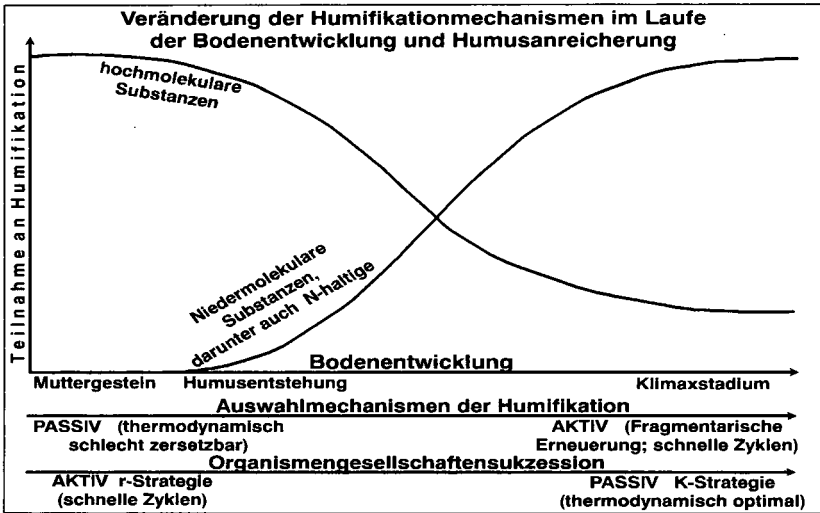 Veränderung der Humifikationmechanismen im Laufe
der Bodenentwicklung und Humusanreicherung
Teilnahme an Humifikation
hochmolekulare
Substanzen
Niedermolekulare
Substanzen,
darunter auch N-haltige
Bodenentwicklung
Muttergestein Humusentstehung Klimaxstadium
Auswahlmechanismen der Humifikation
PASSIV (thermodynamisch AKTIV (Fragmentarische
schlecht zersetzbar) Erneuerung; schnelle Zyklen)
Organismengesellschaftensukzession
AKTIV r-Strategie PASSIV K-Strategie
(schnelle Zyklen) (thermodynamisch optimal)